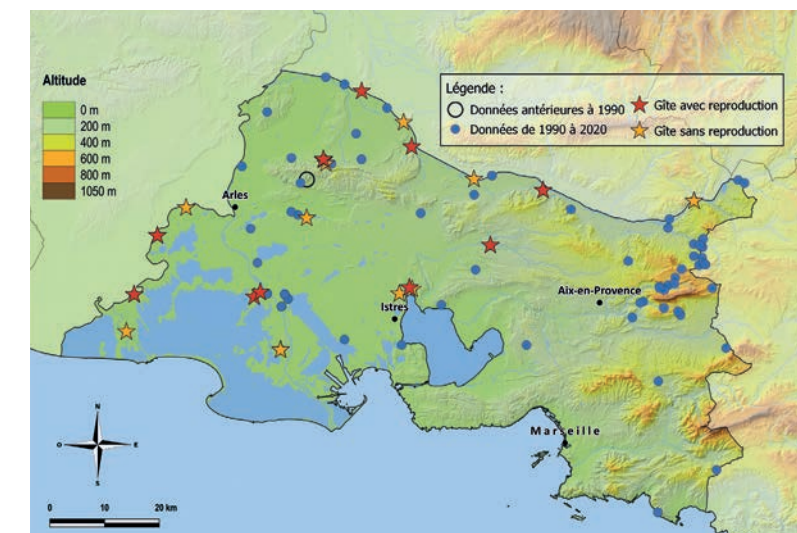 Altitude
0 m
200 m
400 m
600 m
800 m
1050 m
Légende :
Données antérieures à 1990
Gîte avec reproduction
Données de 1990 à 2020
Gîte sans reproduction
Arles
Istres
Aix-en-Provence
Marseille
N
O
E
S
0
10
20 km